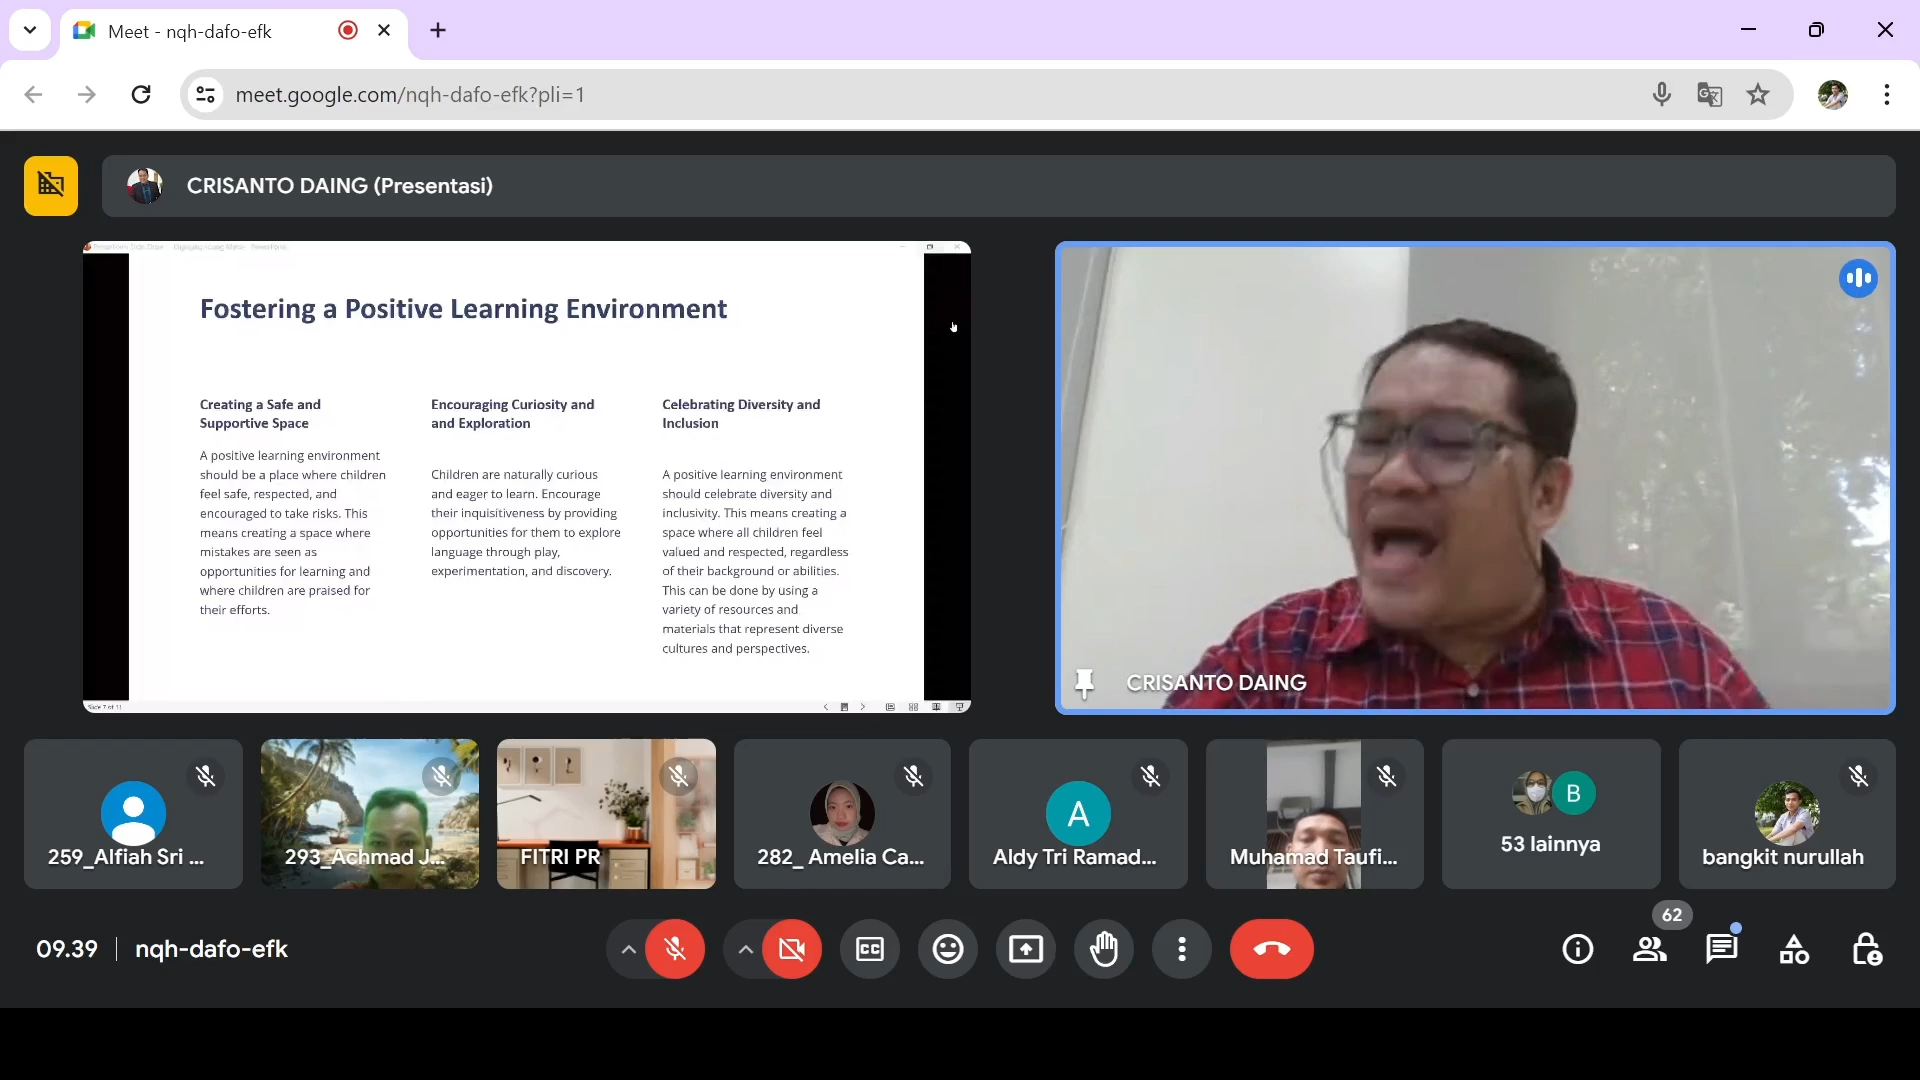 Meet - nqh-dafo-efk
meet.google.com/nqh-dafo-efk?pli=1
CRISANTO DAING (Presentasi)
Fostering a Positive Learning Environment
Creating a Safe and
Supportive Space
A positive learning environment
should be a place where children
feel safe, respected, and
encouraged to take risks. This
means creating a space where
mistakes are seen as
opportunities for learning and
where children are praised for
their efforts.
Encouraging Curiosity and
and Exploration
Children are naturally curious
and eager to learn. Encourage
their inquisitiveness by providing
opportunities for them to explore
language through play,
experimentation, and discovery.
Celebrating Diversity and
Inclusion
A positive learning environment
should celebrate diversity and
inclusivity. This means creating a
space where all children feel
valued and respected, regardless
of their background or abilities.
This can be done by using a
variety of resources and
materials that represent diverse
cultures and perspectives.
Slide 7 of 11
CRISANTO DAING
259_Alfiah Sri ...
293_Achmad J...
FITRI PR
282_ Amelia Ca...
A
Aldy Tri Ramad...
Muhamad Taufi...
B
53 lainnya
bangkit nurullah
09.39
nqh-dafo-efk
CC
62